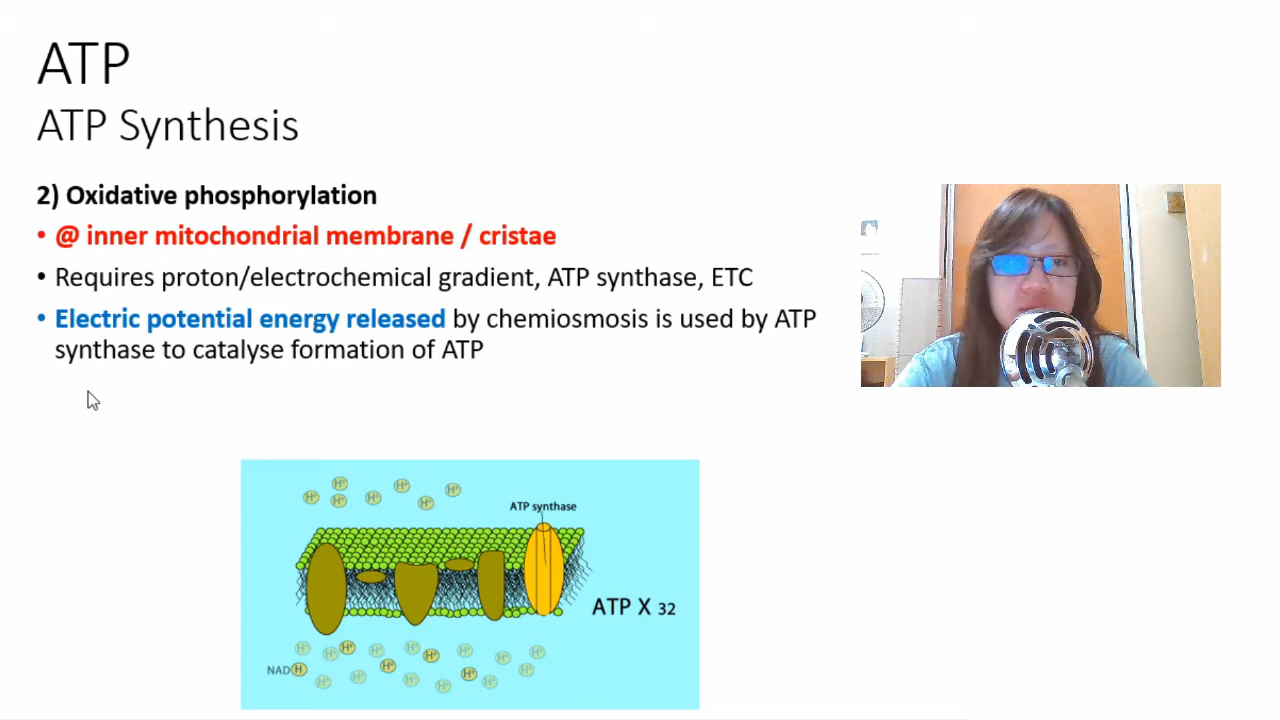 ATP
ATP Synthesis
2) Oxidative phosphorylation
• @ inner mitochondrial membrane / cristae
• Requires proton/electrochemical gradient, ATP synthase, ETC
• Electric potential energy released by chemiosmosis is used by ATP
synthase to catalyse formation of ATP
H⁺ H⁺ H⁺ H⁺ H⁺ H⁺ H⁺
ATP synthase
ATP X 32
H⁺ H⁺ H⁺ H⁺ H⁺ H⁺ H⁺ H⁺ H⁺
NAD H H⁺ H⁺ H⁺
H⁺ H⁺ H⁺ H⁺ H⁺